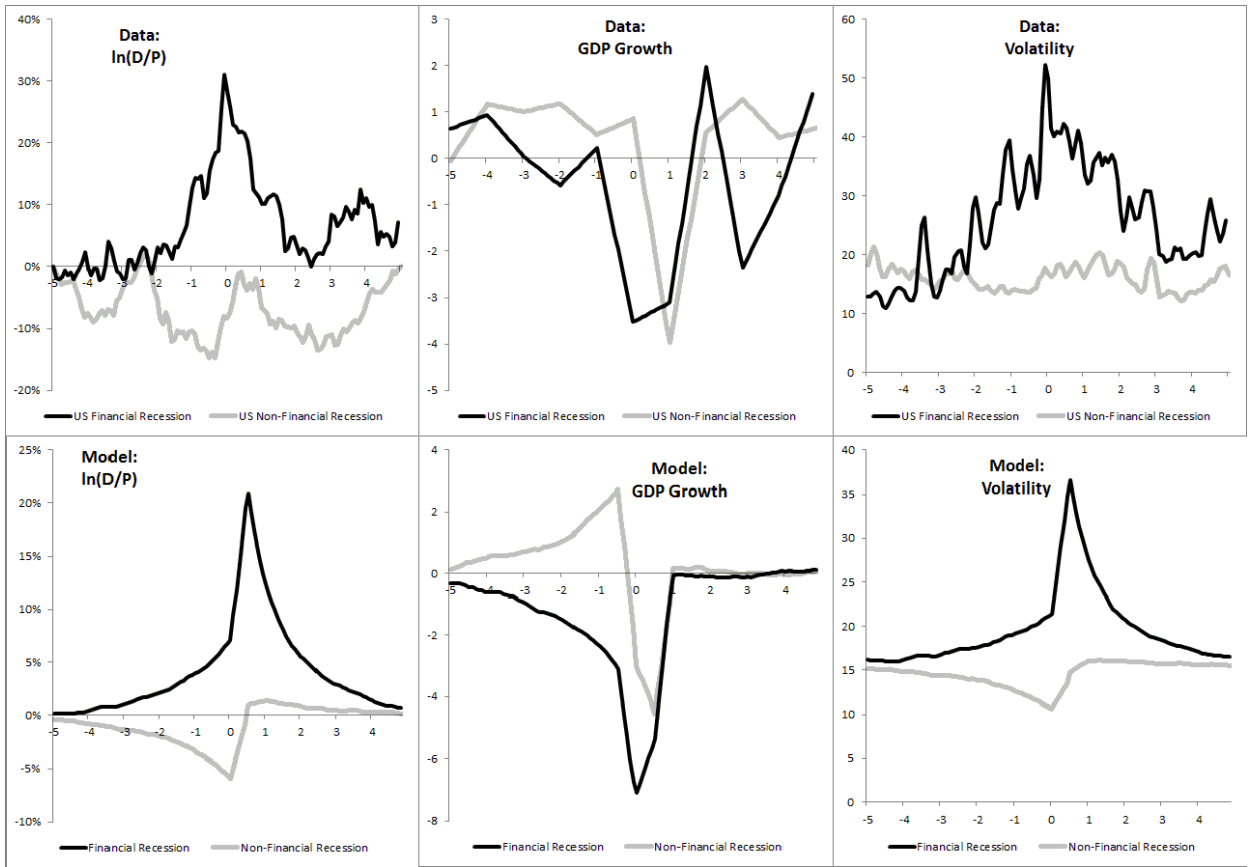 Data:
ln(D/P)
40%
30%
20%
10%
0%
-10%
-20%
-5 -4 -3 -2 -1 0 1 2 3 4 5
US Financial Recession US Non-Financial Recession
Data:
GDP Growth
3
2
1
0
-1
-2
-3
-4
-5
-5 -4 -3 -2 -1 0 1 2 3 4 5
US Financial Recession US Non-Financial Recession
Data:
Volatility
60
50
40
30
20
10
0
-5 -4 -3 -2 -1 0 1 2 3 4 5
US Financial Recession US Non-Financial Recession
Model:
ln(D/P)
25%
20%
15%
10%
5%
0%
-5%
-10%
-5 -4 -3 -2 -1 0 1 2 3 4
Financial Recession Non-Financial Recession
Model:
GDP Growth
4
2
0
-2
-4
-6
-8
-5 -4 -3 -2 -1 0 1 2 3 4
Financial Recession Non-Financial Recession
Model:
Volatility
40
35
30
25
20
15
10
5
0
-5 -4 -3 -2 -1 0 1 2 3 4
Financial Recession Non-Financial Recession